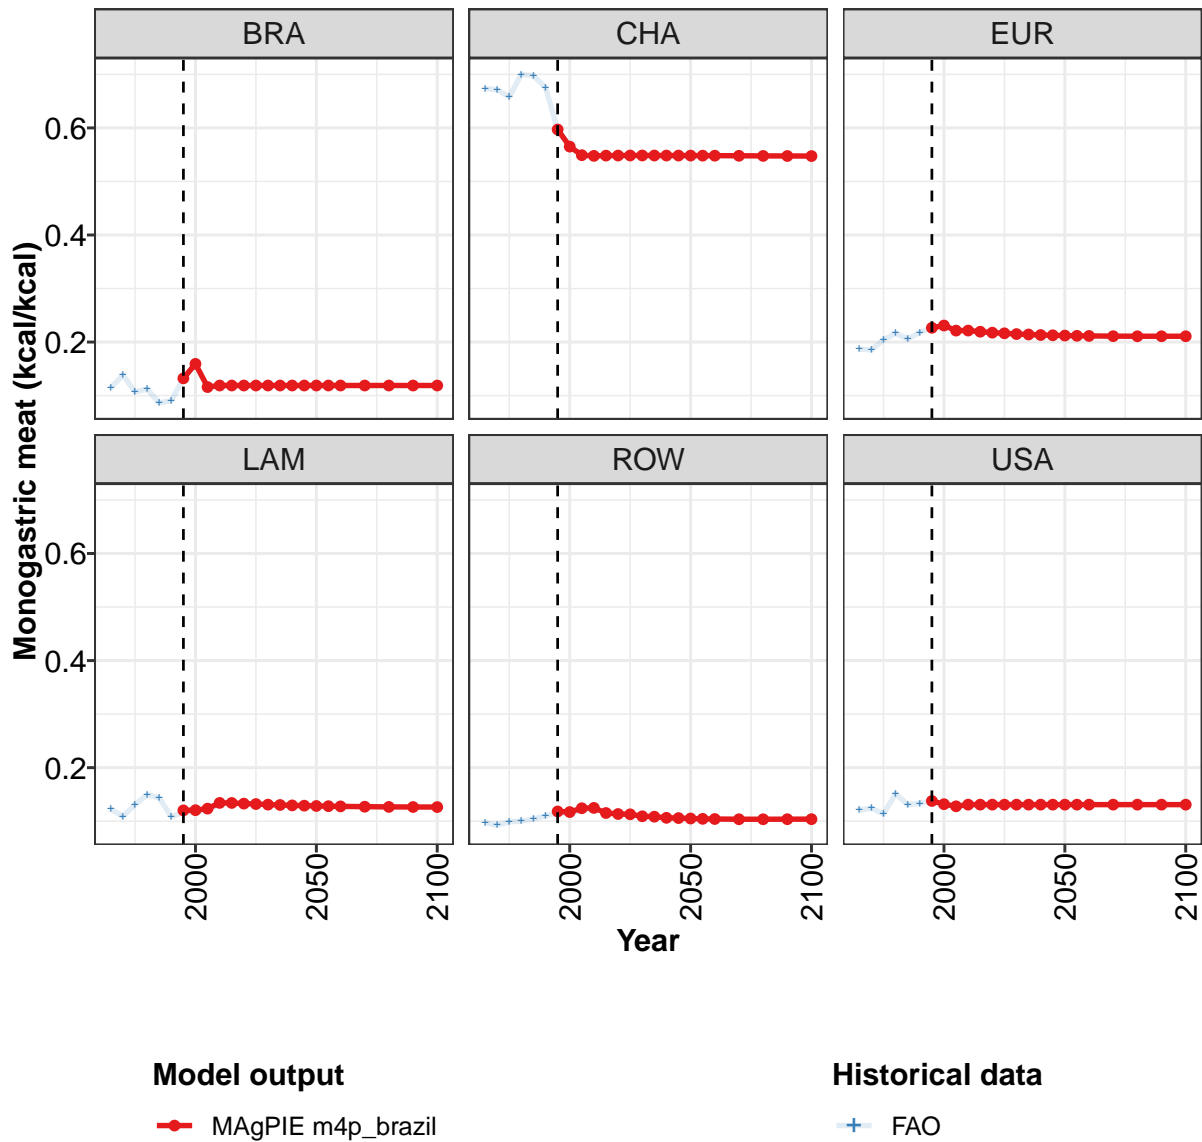 BRA CHA EUR
0.6
0.4
0.2
LAM ROW USA
0.6
0.4
0.2
Monogastric meat (kcal/kcal)
2000 2050 2100 2000 2050 2100 2000 2050 2100
Year
Model output Historical data
MAgPIE m4p_brazil FAO